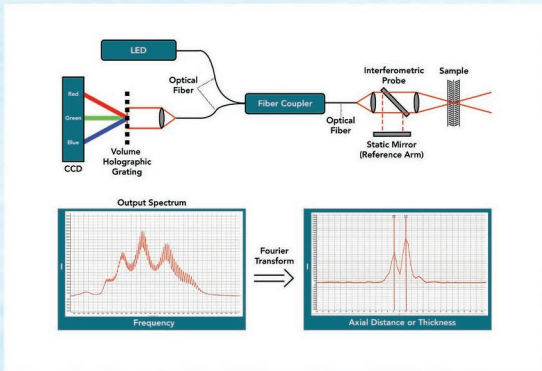 LED
Optical
Fiber
Interferometric
Probe
Sample
Red
Green
Blue
CCD
Volume
Holographic
Grating
Fiber Coupler
Optical
Fiber
Static Mirror
(Reference Arm)
Output Spectrum
Frequency
Fourier
Transform
Axial Distance or Thickness